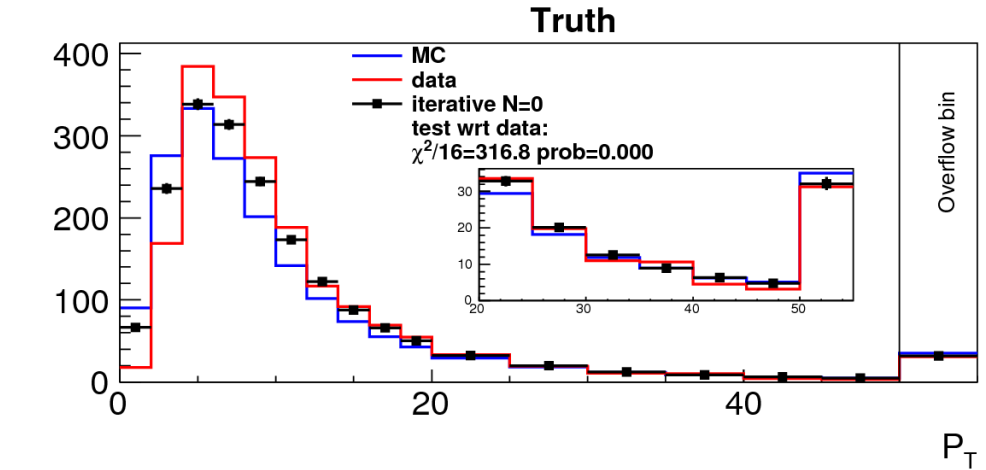 Truth
400
300
200
100
0
MC
data
iterative N=0
test wrt data:
χ²/16=316.8 prob=0.000
Overflow bin
30
20
10
0
20 30 40 50
0 20 40
P_T